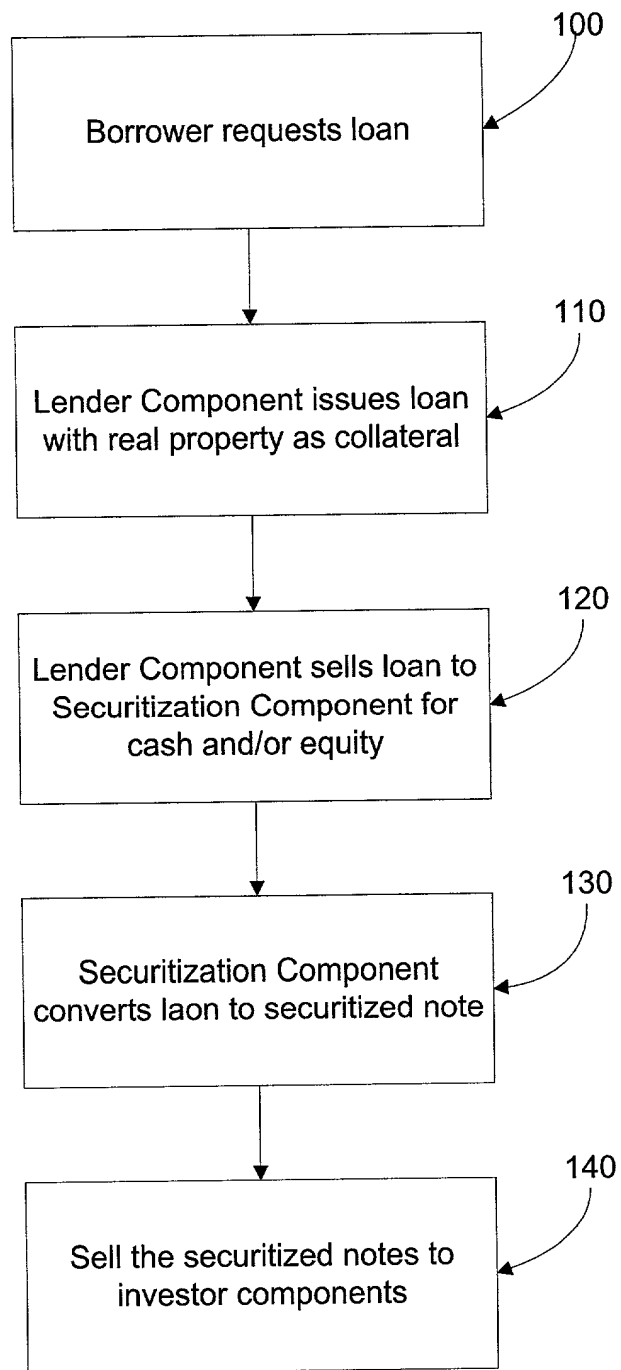 100
Borrower requests loan
110
Lender Component issues loan
with real property as collateral
120
Lender Component sells loan to
Securitization Component for
cash and/or equity
130
Securitization Component
converts laon to securitized note
140
Sell the securitized notes to
investor components